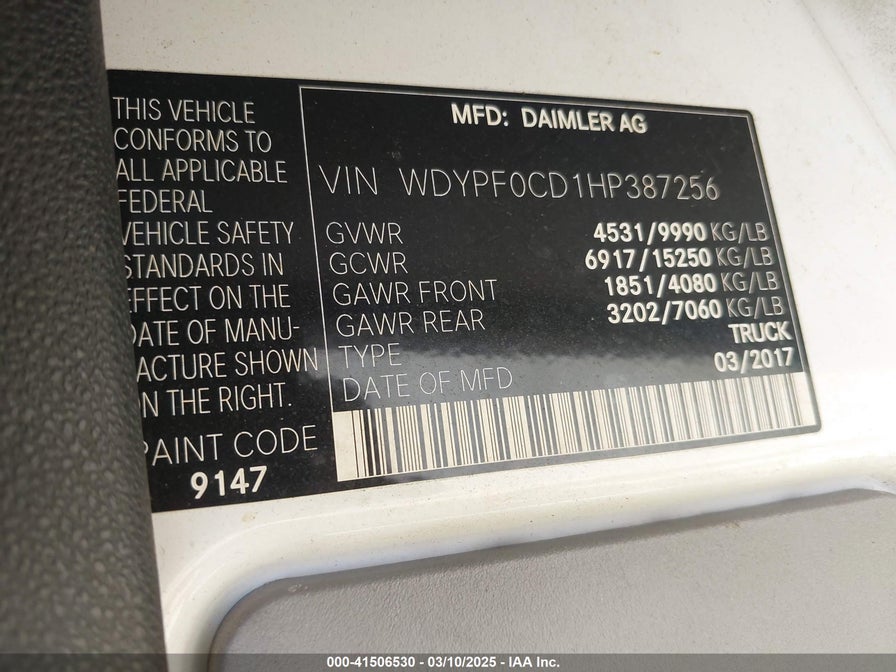 THIS VEHICLE
CONFORMS TO
ALL APPLICABLE
FEDERAL
VEHICLE SAFETY
STANDARDS IN
EFFECT ON THE
DATE OF MANU-
FACTURE SHOWN
ON THE RIGHT.
PAINT CODE
9147
MFD: DAIMLER AG
VIN WDYPF0CD1HP387256
GVWR 4531/9990 KG/LB
GCWR 6917/15250 KG/LB
GAWR FRONT 1851/4080 KG/LB
GAWR REAR 3202/7060 KG/LB
TYPE TRUCK
DATE OF MFD 03/2017
000-41506530 - 03/10/2025 - IAA Inc.